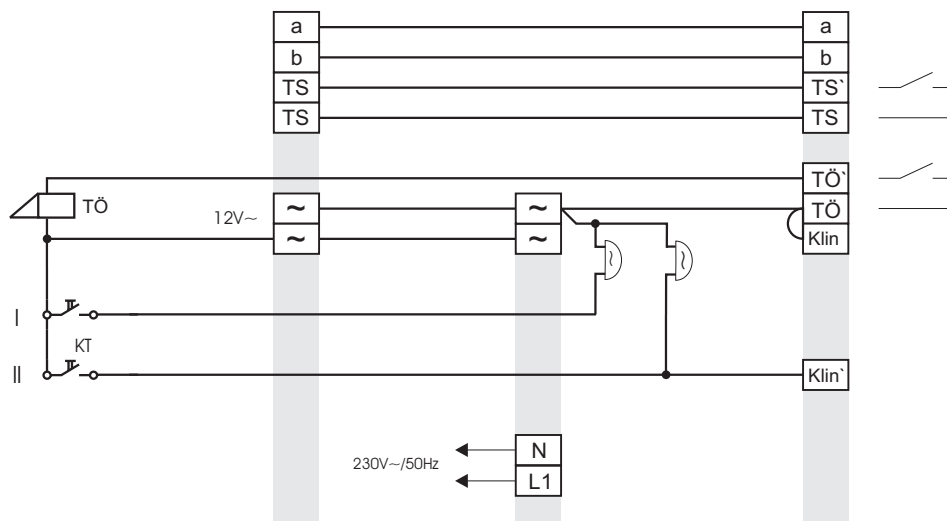 a a
b b
TS TS`
TS TS
TÖ`
TÖ 12V~ ~ ~ TÖ
~ ~ Klin
~ ~
I
KT
II Klin`
230V~/50Hz N
L1